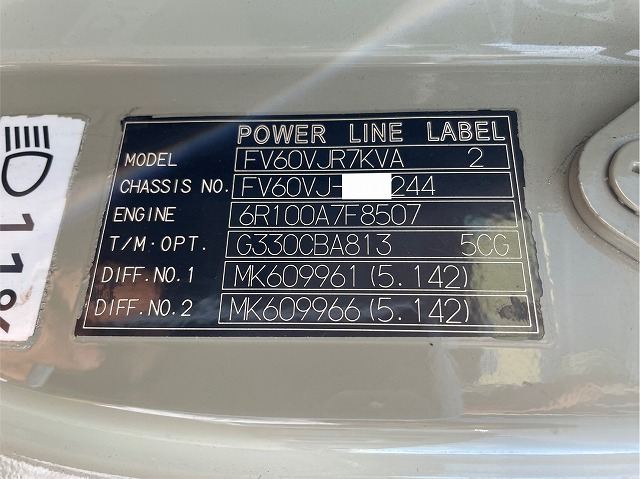 POWER LINE LABEL
MODEL FV60VJR7KVA 2
CHASSIS NO. FV60VJ- 244
ENGINE 6R100A7F8507
T/M·OPT. G330CBA813 5CG
DIFF.NO.1 MK609961(5.142)
DIFF.NO.2 MK609966(5.142)
11%